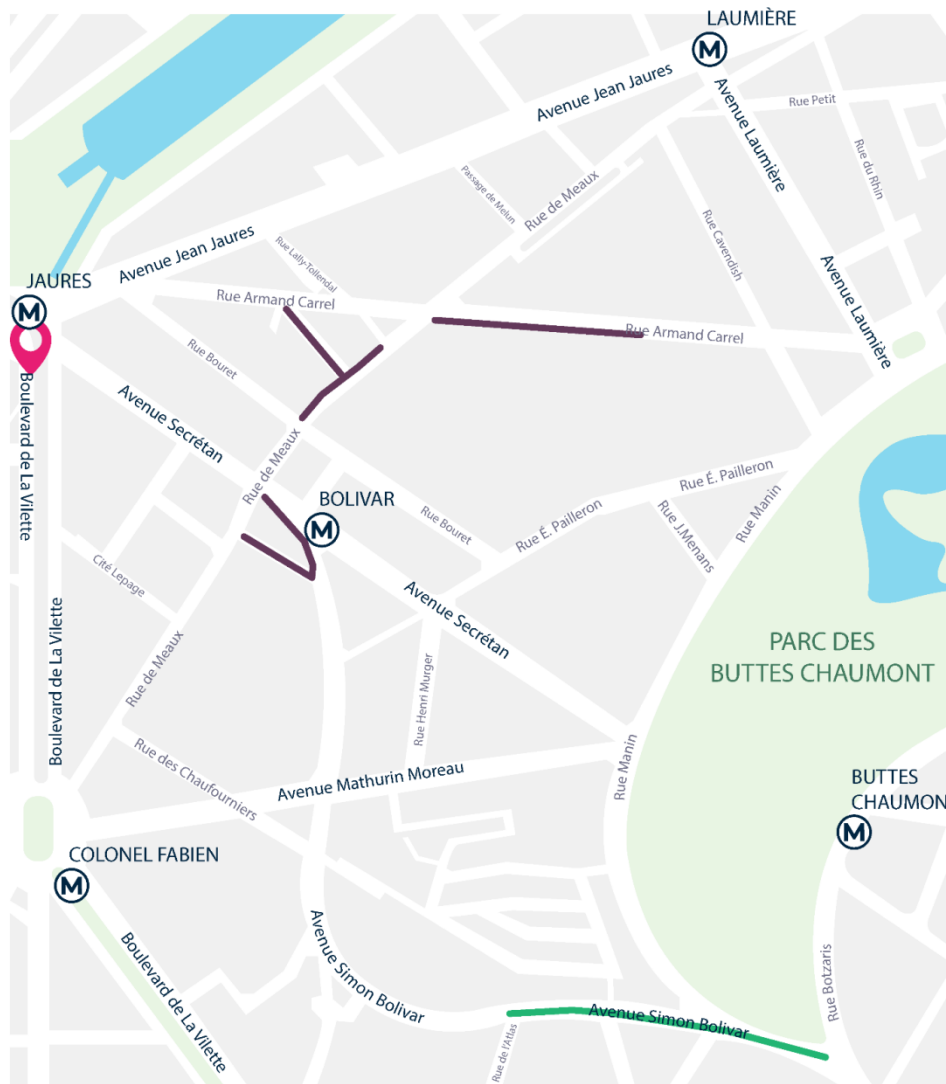 LAUMIÈRE
M
Avenue Jean Jaures
Rue Petit
Avenue Laumière
Rue du Rhin
Passage de Melun
Rue de Meaux
Rue Cavendish
Rue Lally-Tollendal
Avenue Jean Jaures
Avenue Laumière
JAURES
M
Rue Armand Carrel
Rue Armand Carrel
Rue Bouret
Boulevard de La Vilette
Avenue Secrétan
Rue de Meaux
Rue É. Pailleron
Rue Manin
BOLIVAR
M
Rue Bouret
Rue É. Pailleron
Rue J.Menans
Cité Lepage
Avenue Secrétan
Boulevard de La Vilette
Rue de Meaux
Rue Henri Murger
PARC DES
BUTTES CHAUMONT
Rue des Chaufourniers
Avenue Mathurin Moreau
Rue Manin
BUTTES
CHAUMON
M
COLONEL FABIEN
M
Boulevard de La Vilette
Avenue Simon Bolivar
Rue Botzaris
Avenue Simon Bolivar
Rue de l'Atlas